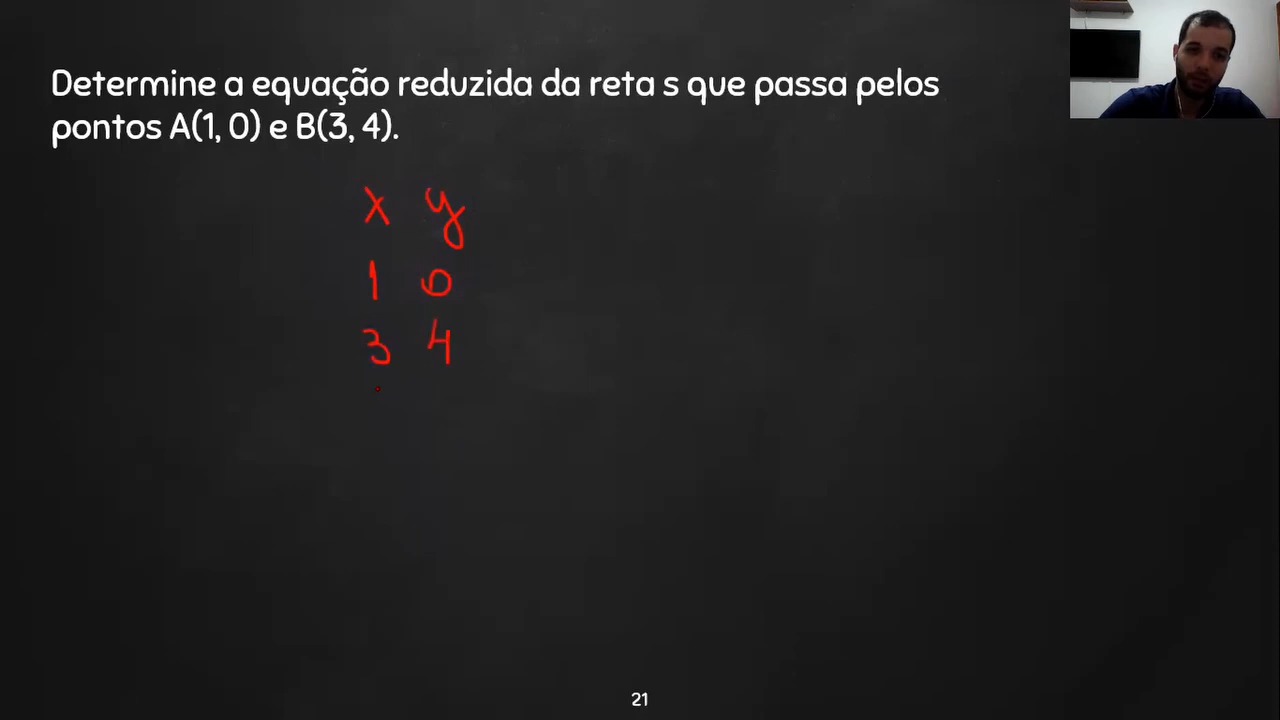 Determine a equação reduzida da reta s que passa pelos
pontos A(1, 0) e B(3, 4).
x y
1 0
3 4
21